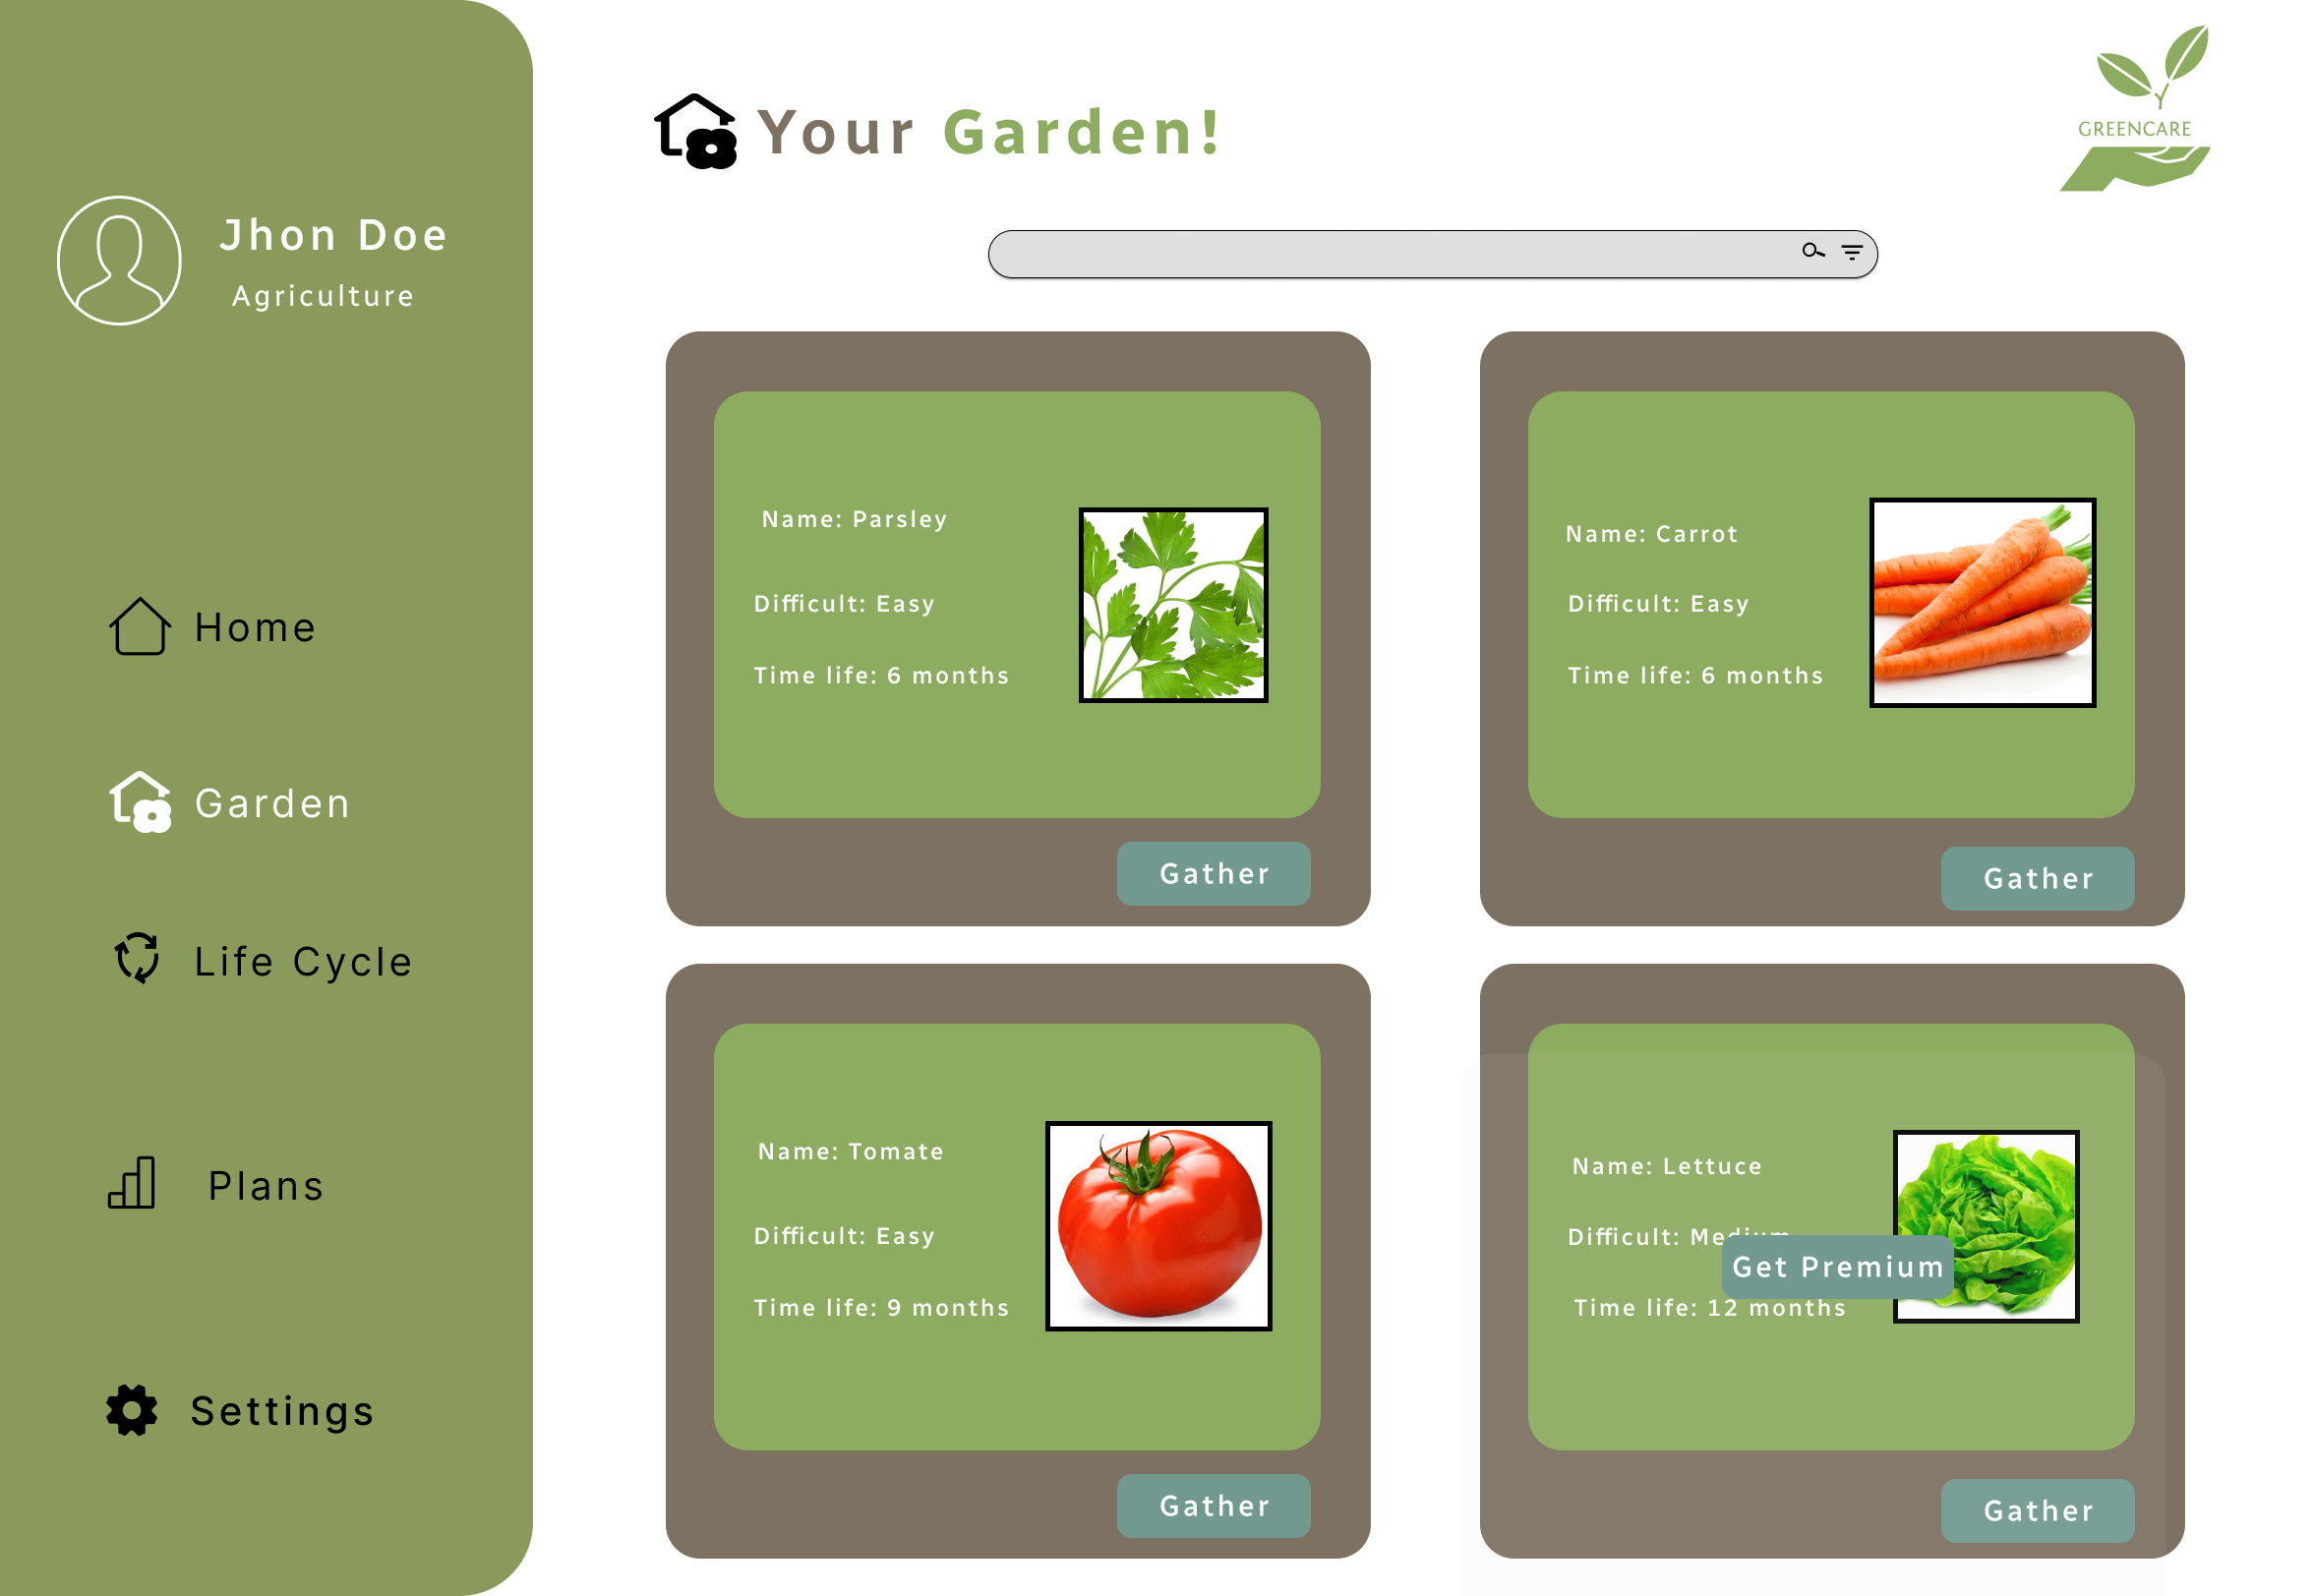 Jhon Doe
Agriculture
Home
Garden
Life Cycle
Plans
Settings
Your Garden!
GREENCARE
Name: Parsley
Difficult: Easy
Time life: 6 months
Gather
Name: Carrot
Difficult: Easy
Time life: 6 months
Gather
Name: Tomate
Difficult: Easy
Time life: 9 months
Gather
Name: Lettuce
Difficult: Medium
Get Premium
Time life: 12 months
Gather